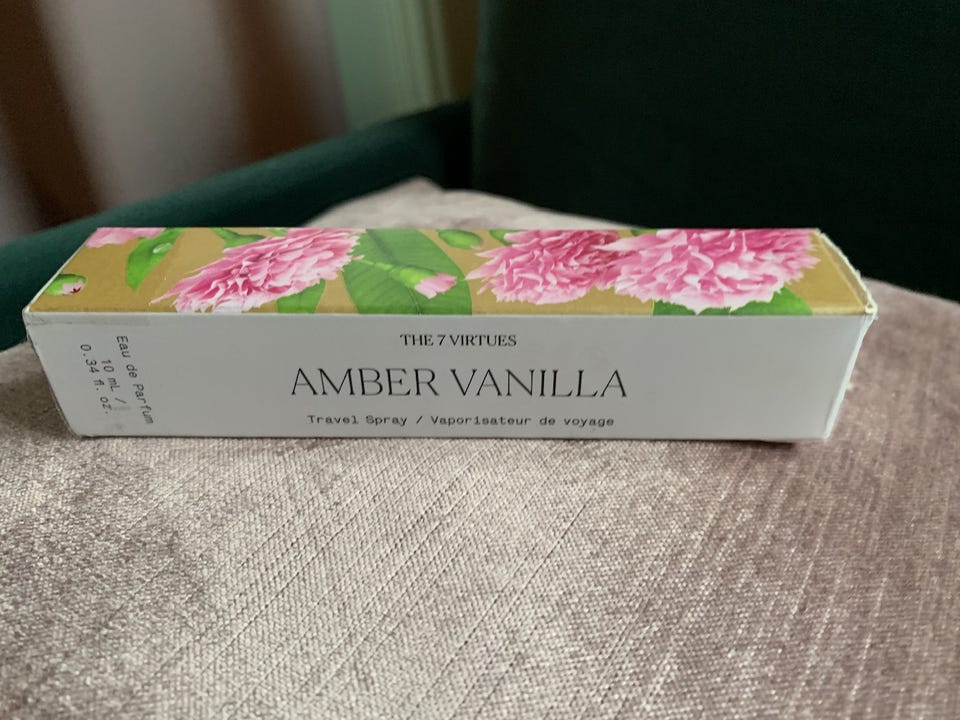 THE 7 VIRTUES
AMBER VANILLA
Travel Spray / Vaporisateur de voyage
Eau de Parfum
10 mL /
0.34 fl. oz.